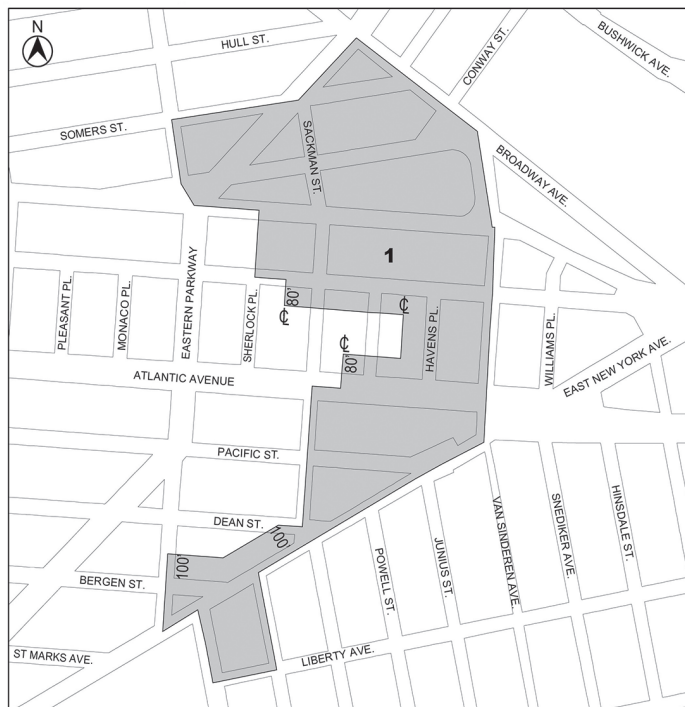 N
HULL ST.
CONWAY ST.
BUSHWICK AVE.
SOMERS ST.
SACKMAN ST.
BROADWAY AVE.
1
PLEASANT PL.
MONACO PL.
EASTERN PARKWAY
SHERLOCK PL.
80'
℄
℄
HAVENS PL.
WILLIAMS PL.
℄
80'
EAST NEW YORK AVE.
ATLANTIC AVENUE
PACIFIC ST.
DEAN ST.
100'
100'
BERGEN ST.
POWELL ST.
JUNIUS ST.
VAN SINDEREN AVE.
SNEDIKER AVE.
HINSDALE ST.
ST MARKS AVE.
LIBERTY AVE.